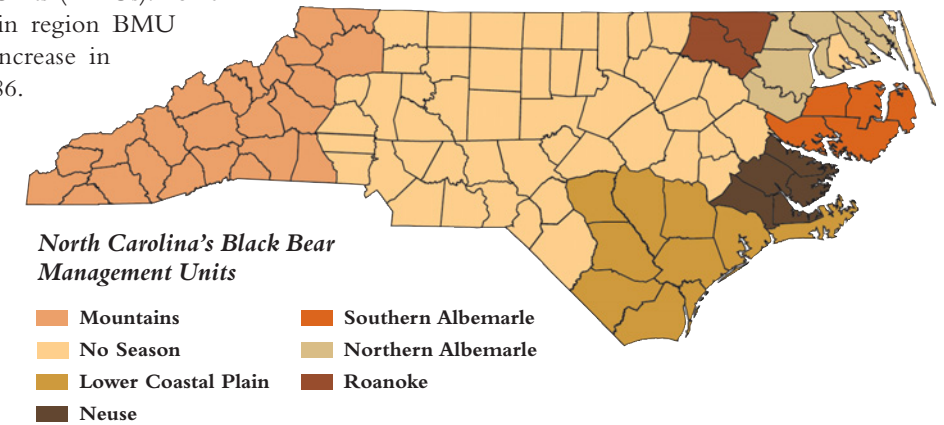 in region BMU
ncrease in
86.
North Carolina's Black Bear
Management Units
Mountains
No Season
Lower Coastal Plain
Neuse
Southern Albemarle
Northern Albemarle
Roanoke